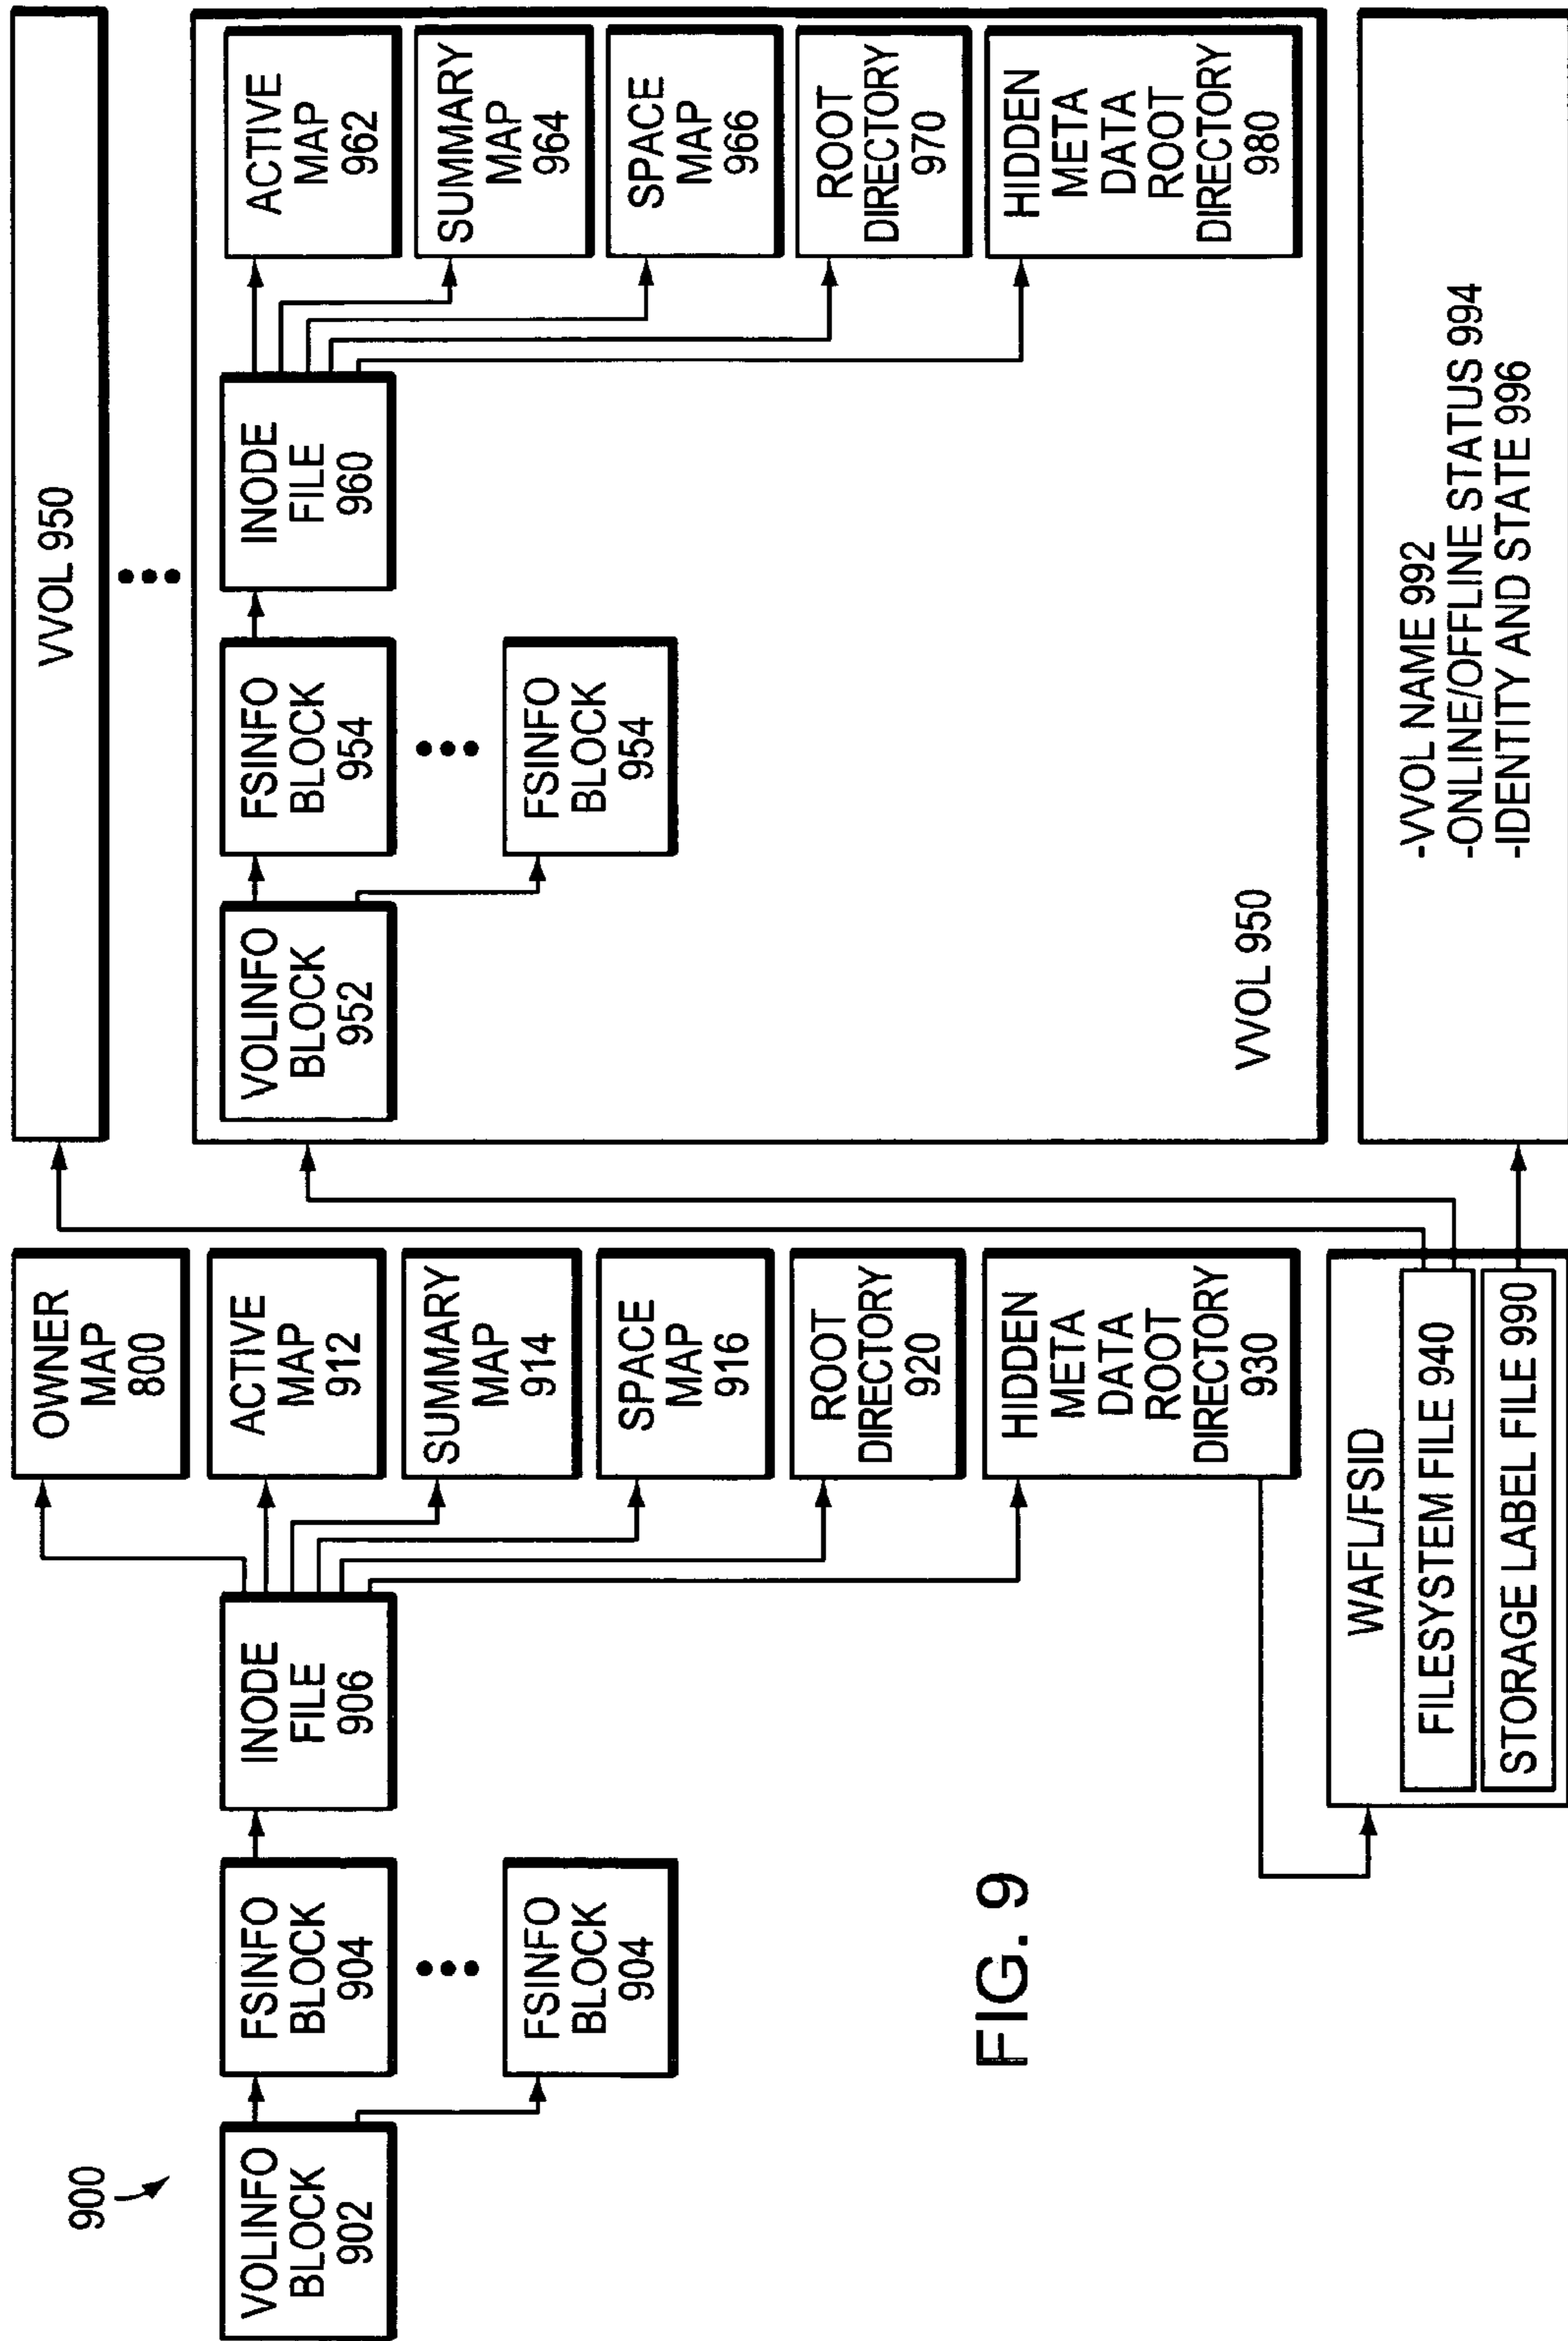 900
VOLINFO
BLOCK
902
FSINFO
BLOCK
904
FSINFO
BLOCK
904
INODE
FILE
906
OWNER
MAP
800
ACTIVE
MAP
912
SUMMARY
MAP
914
SPACE
MAP
916
ROOT
DIRECTORY
920
HIDDEN
META
DATA
ROOT
DIRECTORY
930
WAFL/FSID
FILESYSTEM FILE 940
STORAGE LABEL FILE 990
VVOL 950
VOLINFO
BLOCK
952
FSINFO
BLOCK
954
FSINFO
BLOCK
954
INODE
FILE
960
ACTIVE
MAP
962
SUMMARY
MAP
964
SPACE
MAP
966
ROOT
DIRECTORY
970
HIDDEN
META
DATA
ROOT
DIRECTORY
980
VVOL 950
-VVOL NAME 992
-ONLINE/OFFLINE STATUS 994
-IDENTITY AND STATE 996
FIG. 9